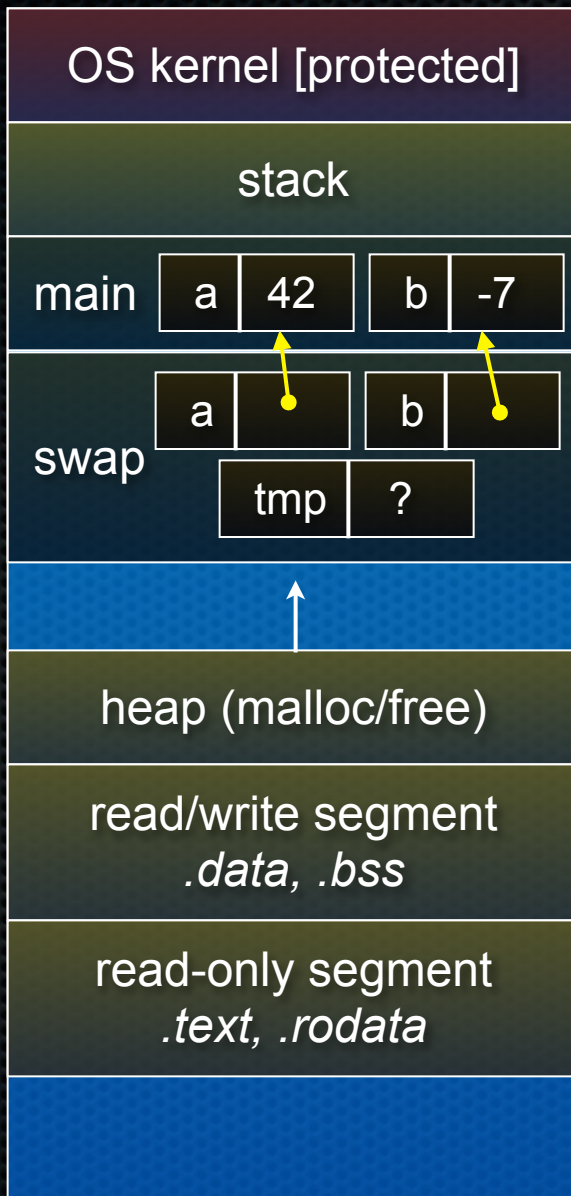 OS kernel [protected]
stack
main a 42 b -7
a b
swap
tmp ?
heap (malloc/free)
read/write segment
.data, .bss
read-only segment
.text, .rodata